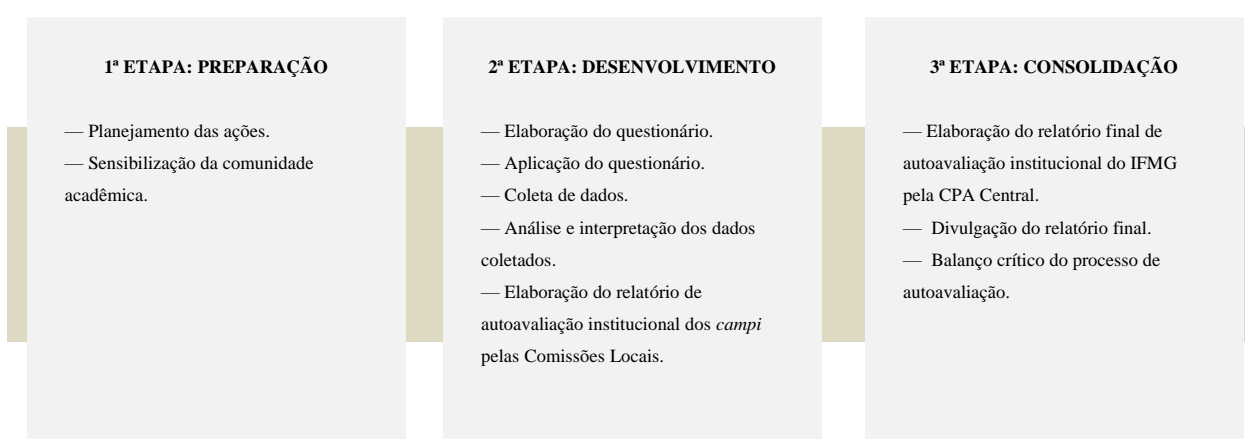 1ª ETAPA: PREPARAÇÃO
— Planejamento das ações.
— Sensibilização da comunidade
acadêmica.
2ª ETAPA: DESENVOLVIMENTO
— Elaboração do questionário.
— Aplicação do questionário.
— Coleta de dados.
— Análise e interpretação dos dados
coletados.
— Elaboração do relatório de
autoavaliação institucional dos campi
pelas Comissões Locais.
3ª ETAPA: CONSOLIDAÇÃO
— Elaboração do relatório final de
autoavaliação institucional do IFMG
pela CPA Central.
— Divulgação do relatório final.
— Balanço crítico do processo de
autoavaliação.